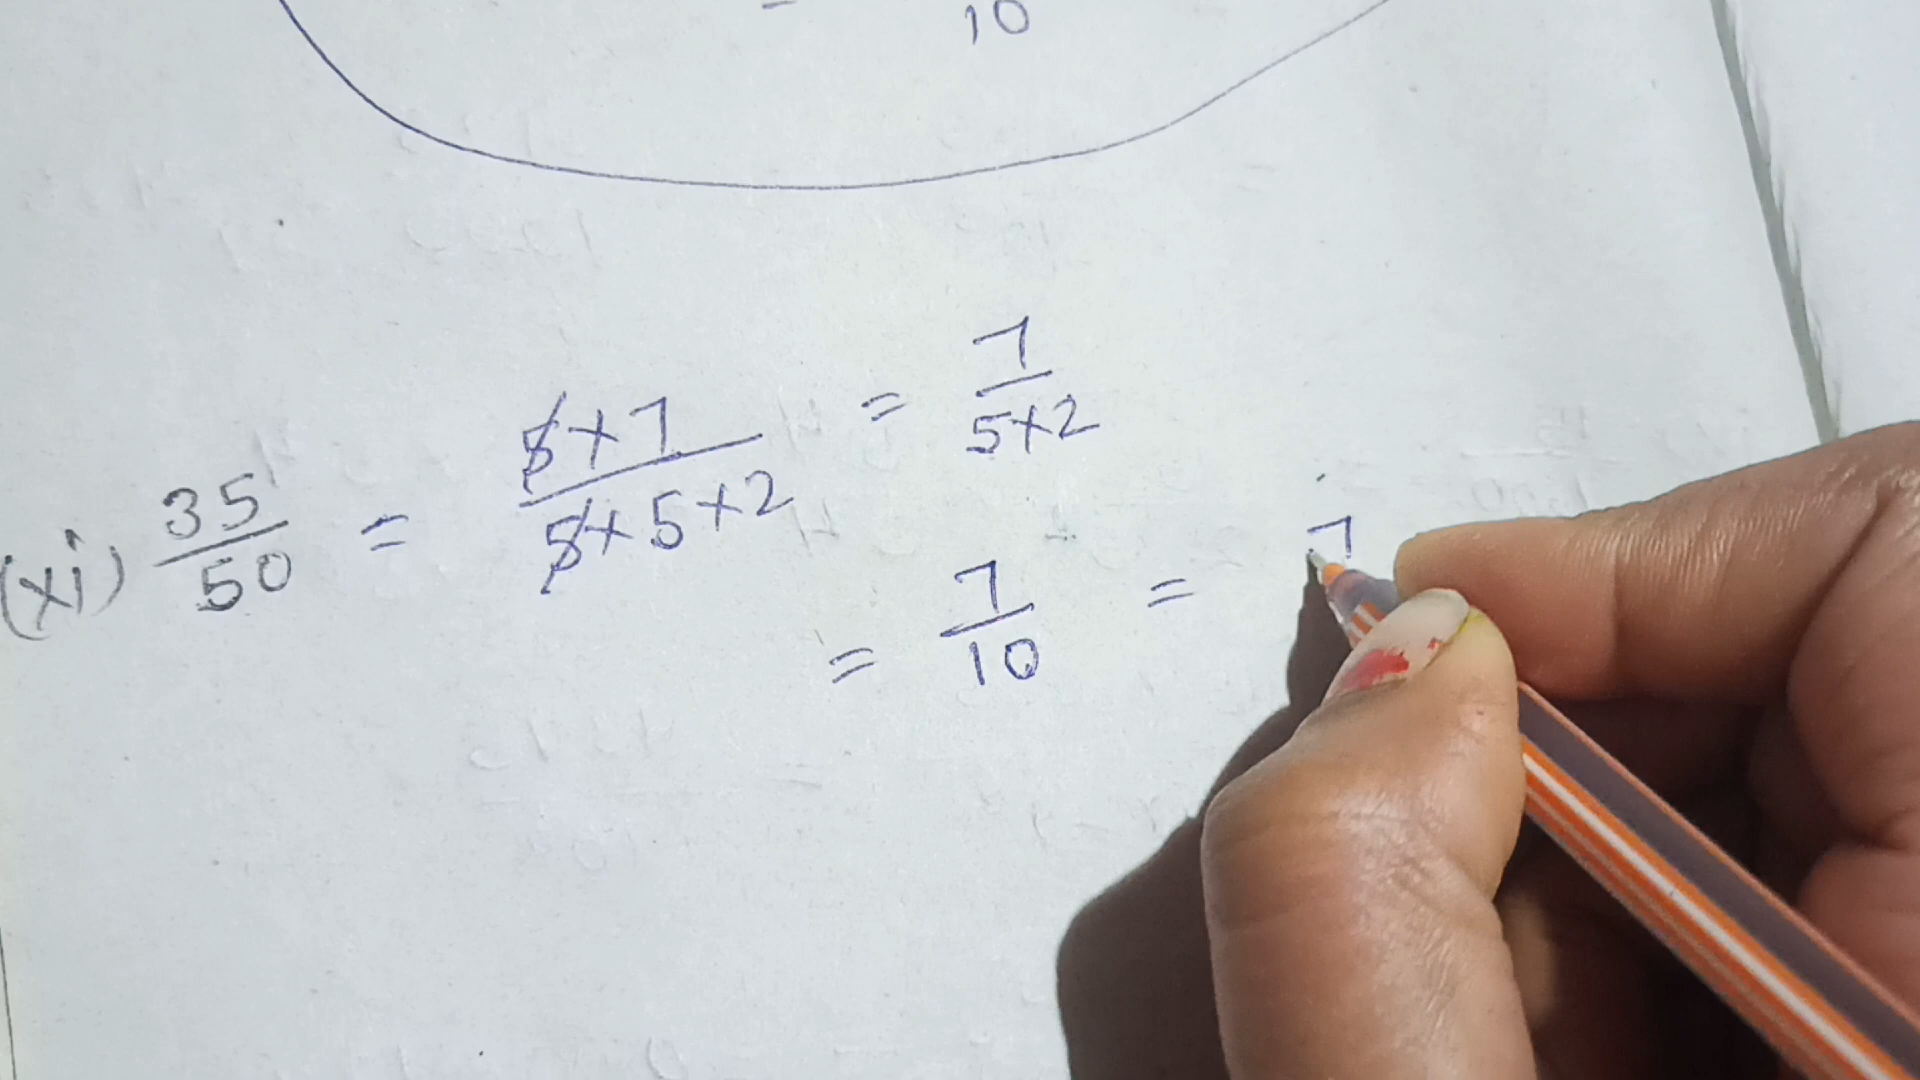 10
(xi) 35/50 = 5×7/5×5×2 = 7/5×2
= 7/10 = 7